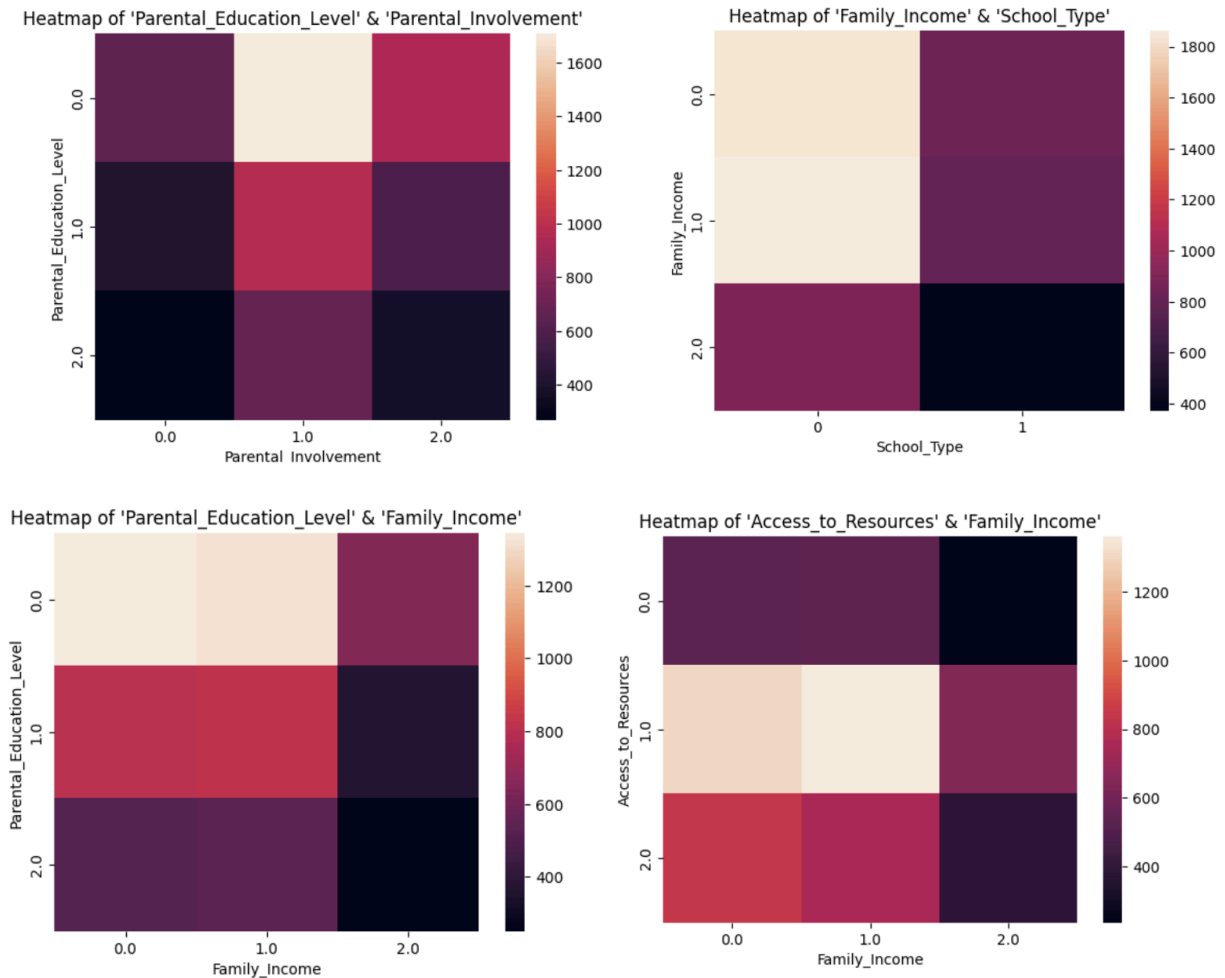 Heatmap of 'Parental_Education_Level' & 'Parental_Involvement'
Parental_Education_Level
0.0
1.0
2.0
0.0 1.0 2.0
Parental Involvement
1600
1400
1200
1000
800
600
400
Heatmap of 'Family_Income' & 'School_Type'
Family_Income
0.0
1.0
2.0
0 1
School_Type
1800
1600
1400
1200
1000
800
600
400
Heatmap of 'Parental_Education_Level' & 'Family_Income'
Parental_Education_Level
0.0
1.0
2.0
0.0 1.0 2.0
Family_Income
1200
1000
800
600
400
Heatmap of 'Access_to_Resources' & 'Family_Income'
Access_to_Resources
0.0
1.0
2.0
0.0 1.0 2.0
Family_Income
1200
1000
800
600
400